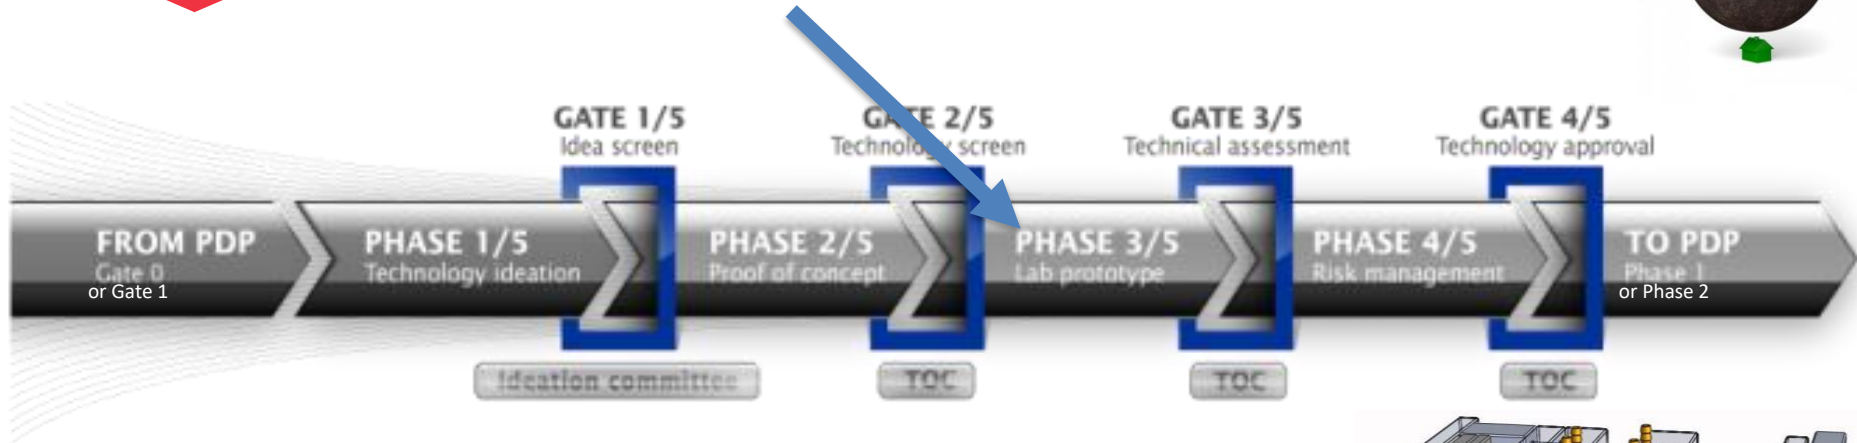 GATE 1/5
Idea screen
GATE 2/5
Technology screen
GATE 3/5
Technical assessment
GATE 4/5
Technology approval
FROM PDP
Gate 0
or Gate 1
PHASE 1/5
Technology ideation
PHASE 2/5
Proof of concept
PHASE 3/5
Lab prototype
PHASE 4/5
Risk management
TO PDP
Phase 1
or Phase 2
Ideation committee
TOC
TOC
TOC